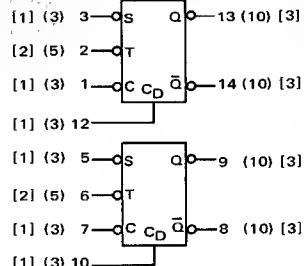 [1] (3) 3 S Q 13 (10) [3]
[2] (5) 2 T
[1] (3) 1 C CD Q̅ 14 (10) [3]
[1] (3) 12
[1] (3) 5 S Q 9 (10) [3]
[2] (5) 6 T
[1] (3) 7 C CD Q̅ 8 (10) [3]
[1] (3) 10